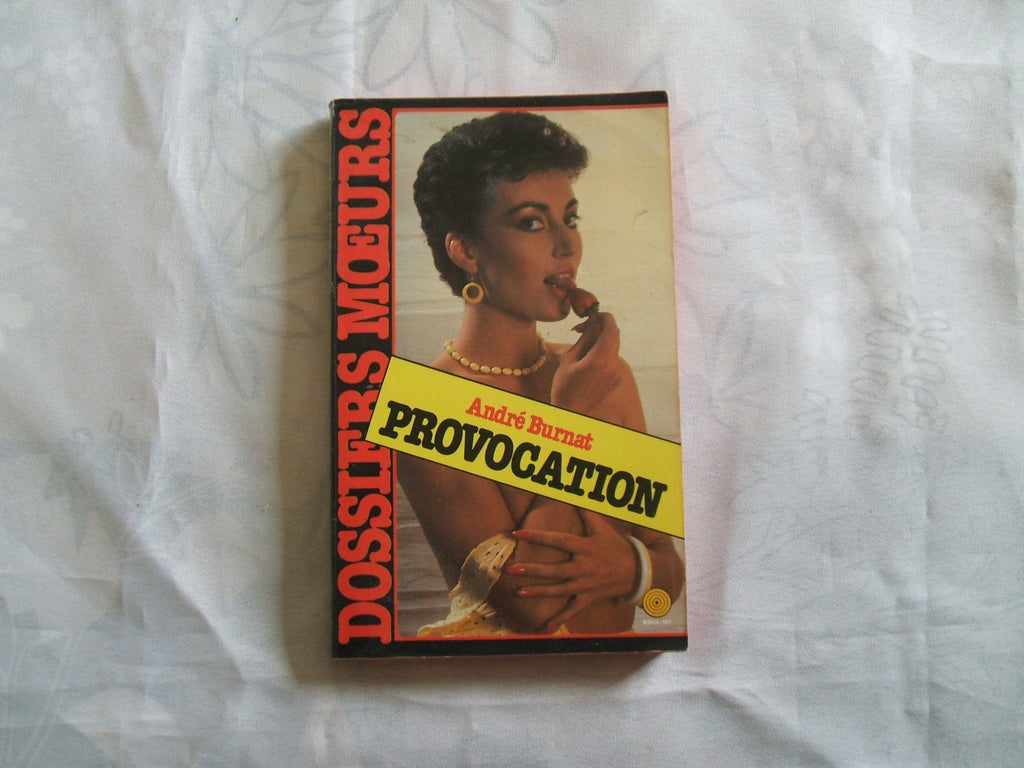 DOSSIERS MŒURS
André Burnat
PROVOCATION